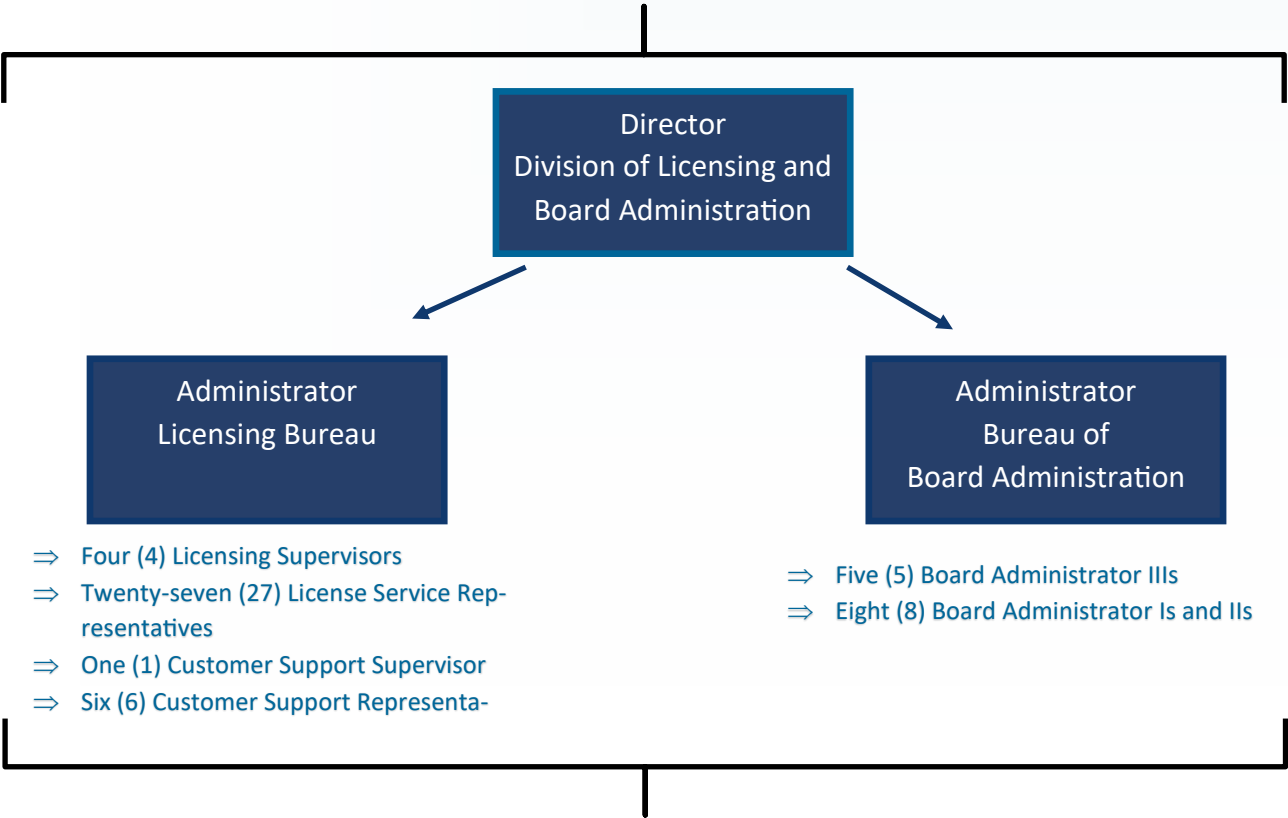 Director
Division of Licensing and
Board Administration
Administrator
Licensing Bureau
⇒ Four (4) Licensing Supervisors
⇒ Twenty-seven (27) License Service Rep-
resentatives
⇒ One (1) Customer Support Supervisor
⇒ Six (6) Customer Support Representa-
Administrator
Bureau of
Board Administration
⇒ Five (5) Board Administrator IIIs
⇒ Eight (8) Board Administrator Is and IIs